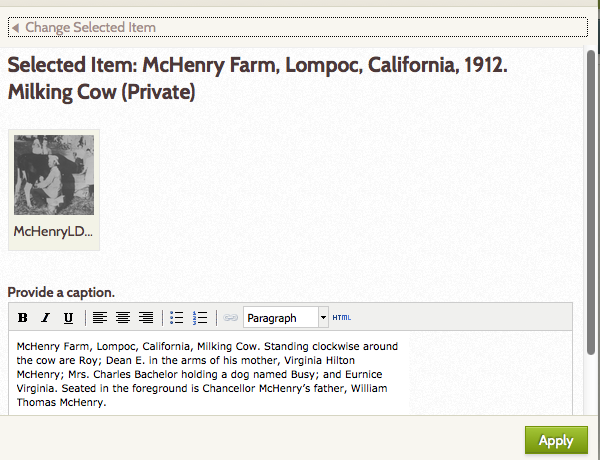 Change Selected Item
Selected Item: McHenry Farm, Lompoc, California, 1912.
Milking Cow (Private)
McHenryLD...
Provide a caption.
B I U Paragraph HTML
McHenry Farm, Lompoc, California, Milking Cow. Standing clockwise around
the cow are Roy; Dean E. in the arms of his mother, Virginia Hilton
McHenry; Mrs. Charles Bachelor holding a dog named Busy; and Eurnice
Virginia. Seated in the foreground is Chancellor McHenry's father, William
Thomas McHenry.
Apply